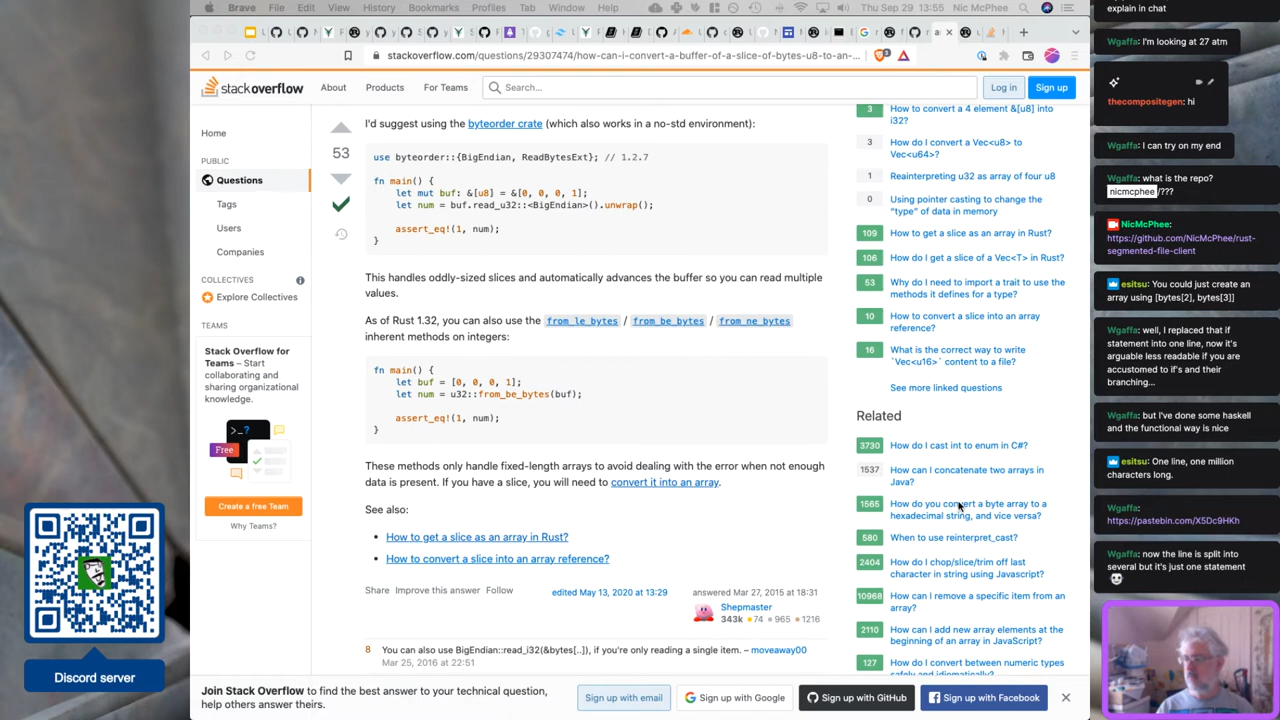 Brave File Edit View History Bookmarks Profiles Tab Window Help
Thu Sep 29 13:55 Nic McPhee
stackoverflow.com/questions/29307474/how-can-i-convert-a-buffer-of-a-slice-of-bytes-u8-to-an-...
stackoverflow
About
Products
For Teams
Search...
Log in
Sign up
Home
PUBLIC
Questions
Tags
Users
Companies
COLLECTIVES
Explore Collectives
TEAMS
Stack Overflow for
Teams – Start
collaborating and
sharing organizational
knowledge.
Free
Create a free Team
Why Teams?
53
I'd suggest using the byteorder crate (which also works in a no-std environment):
use byteorder::{BigEndian, ReadBytesExt}; // 1.2.7
fn main() {
let mut buf: &[u8] = &[0, 0, 0, 1];
let num = buf.read_u32::<BigEndian>().unwrap();
assert_eq!(1, num);
}
This handles oddly-sized slices and automatically advances the buffer so you can read multiple
values.
As of Rust 1.32, you can also use the from_le_bytes / from_be_bytes / from_ne_bytes
inherent methods on integers:
fn main() {
let buf = [0, 0, 0, 1];
let num = u32::from_be_bytes(buf);
assert_eq!(1, num);
}
These methods only handle fixed-length arrays to avoid dealing with the error when not enough
data is present. If you have a slice, you will need to convert it into an array.
See also:
• How to get a slice as an array in Rust?
• How to convert a slice into an array reference?
Share Improve this answer Follow
edited May 13, 2020 at 13:29
answered Mar 27, 2015 at 18:31
Shepmaster
343k 74 965 1216
8 You can also use BigEndian::read_i32(&bytes[..]), if you're only reading a single item. – moveaway00
Mar 25, 2016 at 22:51
3 How to convert a 4 element &[u8] into
i32?
3 How do I convert a Vec<u8> to
Vec<u64>?
1 Reainterpreting u32 as array of four u8
0 Using pointer casting to change the
"type" of data in memory
109 How to get a slice as an array in Rust?
106 How do I get a slice of a Vec<T> in Rust?
53 Why do I need to import a trait to use the
methods it defines for a type?
10 How to convert a slice into an array
reference?
16 What is the correct way to write
`Vec<u16>` content to a file?
See more linked questions
Related
3730 How do I cast int to enum in C#?
1537 How can I concatenate two arrays in
Java?
1565 How do you convert a byte array to a
hexadecimal string, and vice versa?
580 When to use reinterpret_cast?
2404 How do I chop/slice/trim off last
character in string using Javascript?
10968 How can I remove a specific item from an
array?
2110 How can I add new array elements at the
beginning of an array in JavaScript?
127 How do I convert between numeric types
safely and idiomatically?
Join Stack Overflow to find the best answer to your technical question,
help others answer theirs.
Sign up with email
Sign up with Google
Sign up with GitHub
Sign up with Facebook
Discord server
explain in chat
Wgaffa: I'm looking at 27 atm
thecompositegen: hi
Wgaffa: I can try on my end
Wgaffa: what is the repo?
nicmcphee /???
NicMcPhee:
https://github.com/NicMcPhee/rust-
segmented-file-client
esitsu: You could just create an
array using [bytes[2], bytes[3]]
Wgaffa: well, I replaced that if
statement into one line, now it's
arguable less readable if you are
accustomed to if's and their
branching...
Wgaffa: but I've done some haskell
and the functional way is nice
esitsu: One line, one million
characters long.
Wgaffa:
https://pastebin.com/X5Dc9HKh
Wgaffa: now the line is split into
several but it's just one statement